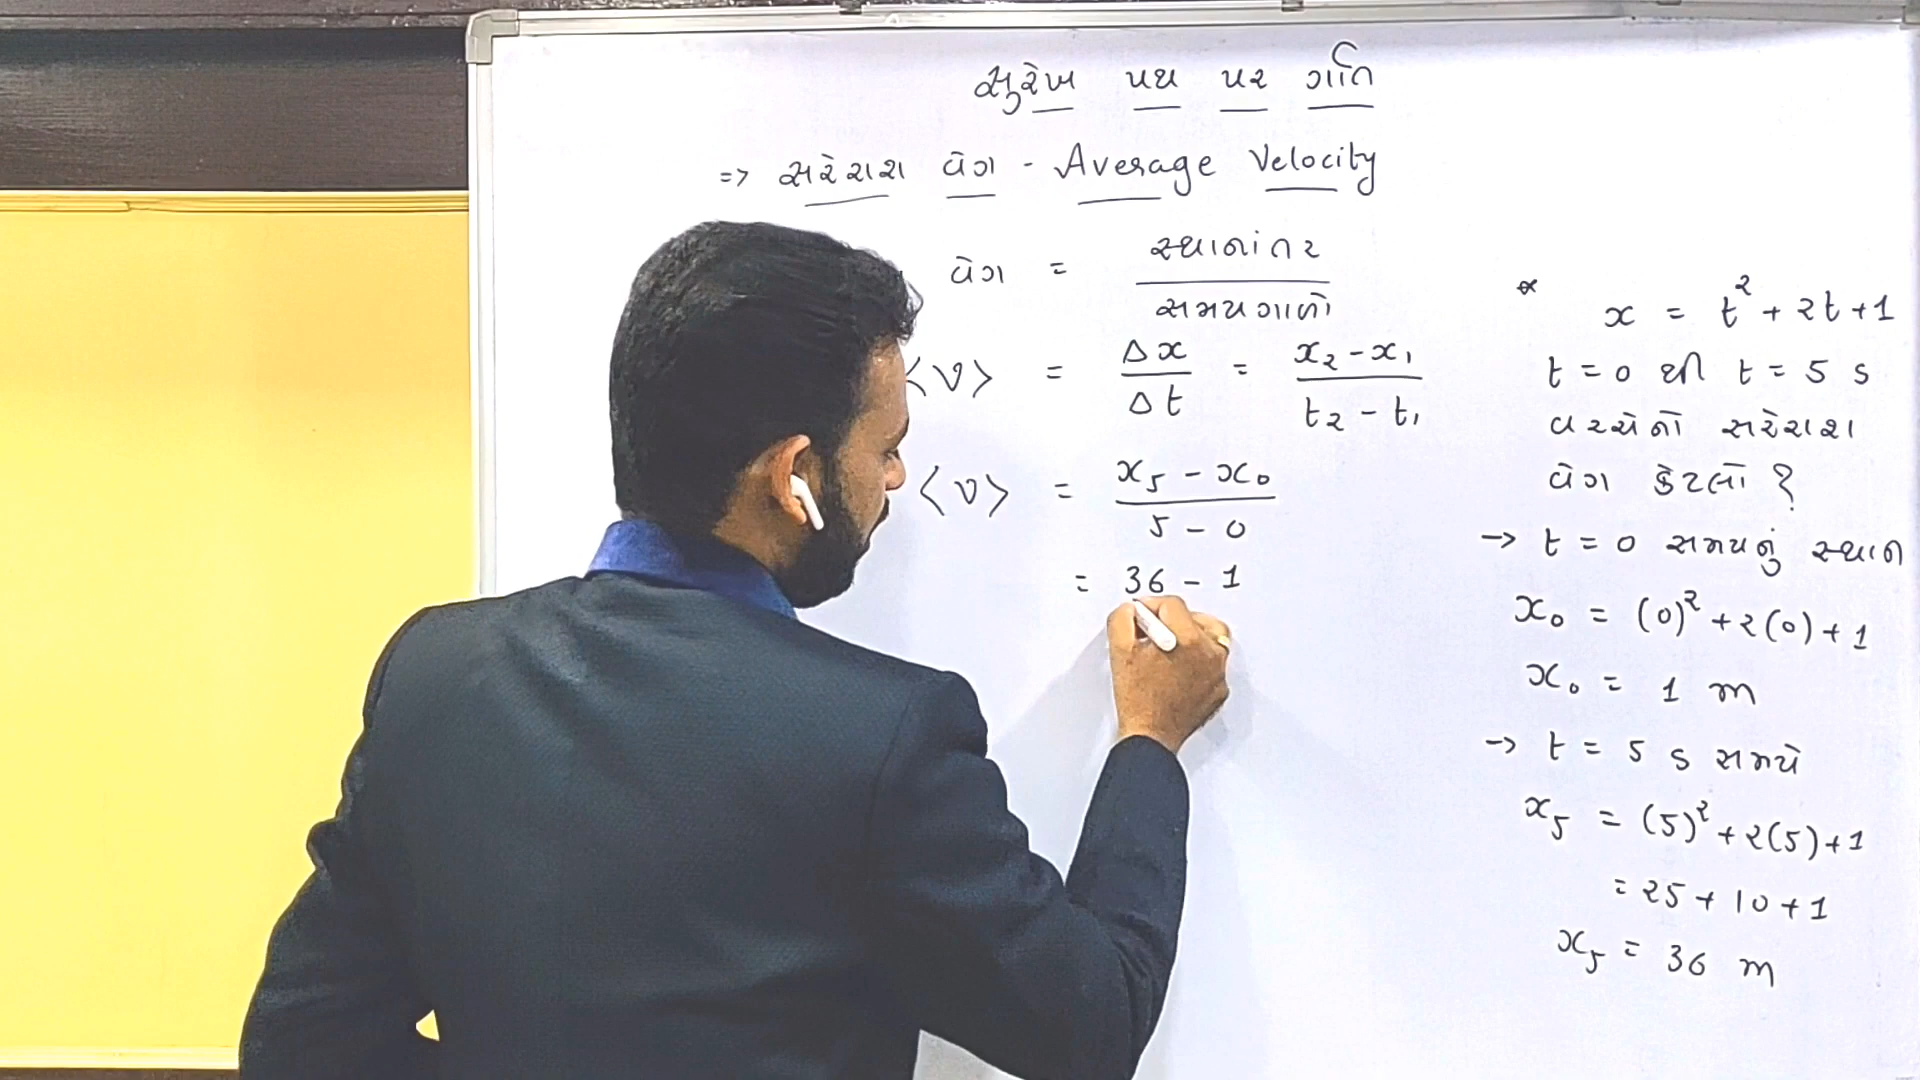 સુરેખ પથ પર ગતિ
=> સરેરાશ વેગ - Average Velocity
વેગ = સ્થાનાંતર / સમયગાળો
<v> = Δx / Δt = x₂ - x₁ / t₂ - t₁
<v> = x₅ - x₀ / 5 - 0
= 36 - 1
* x = t² + 2t + 1
t = 0 થી t = 5 s
વચ્ચેનો સરેરાશ
વેગ કેટલો ?
→ t = 0 સમયનું સ્થાન
x₀ = (0)² + 2(0) + 1
x₀ = 1 m
→ t = 5 s સમયે
x₅ = (5)² + 2(5) + 1
= 25 + 10 + 1
x₅ = 36 m